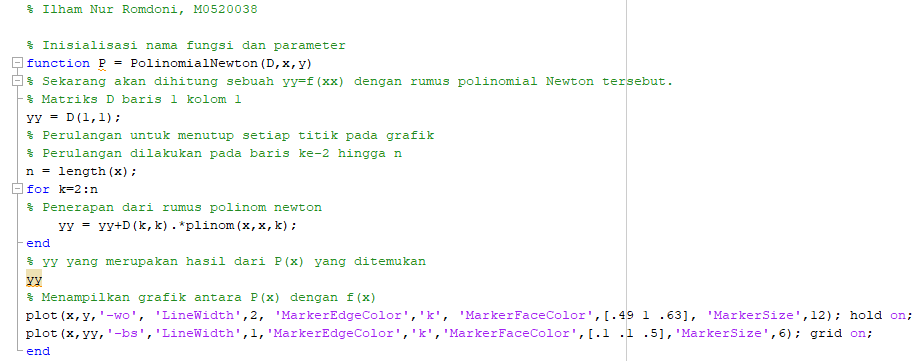 % Ilham Nur Romdoni, M0520038
% Inisialisasi nama fungsi dan parameter
function P = PolinomialNewton(D,x,y)
% Sekarang akan dihitung sebuah yy=f(xx) dengan rumus polinomial Newton tersebut.
% Matriks D baris 1 kolom 1
yy = D(1,1);
% Perulangan untuk menutup setiap titik pada grafik
% Perulangan dilakukan pada baris ke-2 hingga n
n = length(x);
for k=2:n
% Penerapan dari rumus polinom newton
yy = yy+D(k,k).*plinom(x,x,k);
end
% yy yang merupakan hasil dari P(x) yang ditemukan
yy
% Menampilkan grafik antara P(x) dengan f(x)
plot(x,y,'-wo', 'LineWidth',2, 'MarkerEdgeColor','k', 'MarkerFaceColor',[.49 1 .63], 'MarkerSize',12); hold on;
plot(x,yy,'-bs','LineWidth',1,'MarkerEdgeColor','k','MarkerFaceColor',[.1 .1 .5],'MarkerSize',6); grid on;
end